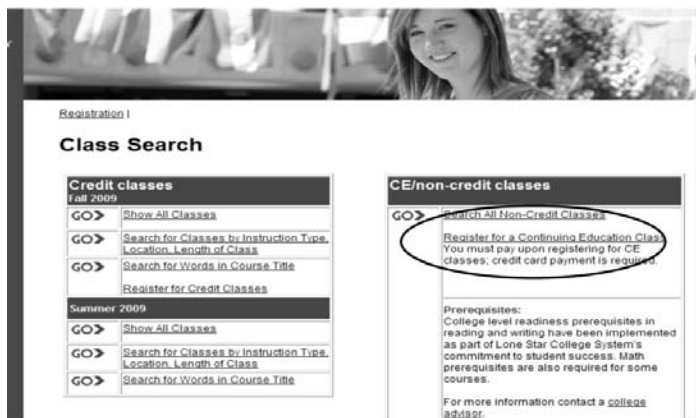 Registration |
Class Search
Credit classes
Fall 2009
GO Show All Classes
GO Search for Classes by Instruction Type,
Location, Length of Class
GO Search for Words in Course Title
Register for Credit Classes
Summer 2009
GO Show All Classes
GO Search for Classes by Instruction Type,
Location, Length of Class
GO Search for Words in Course Title
CE/non-credit classes
GO Search All Non-Credit Classes
Register for a Continuing Education Class
You must pay upon registering for CE
classes; credit card payment is required.
Prerequisites:
College level readiness prerequisites in
reading and writing have been implemented
as part of Lone Star College System's
commitment to student success. Math
prerequisites are also required for some
courses.
For more information contact a college
advisor.